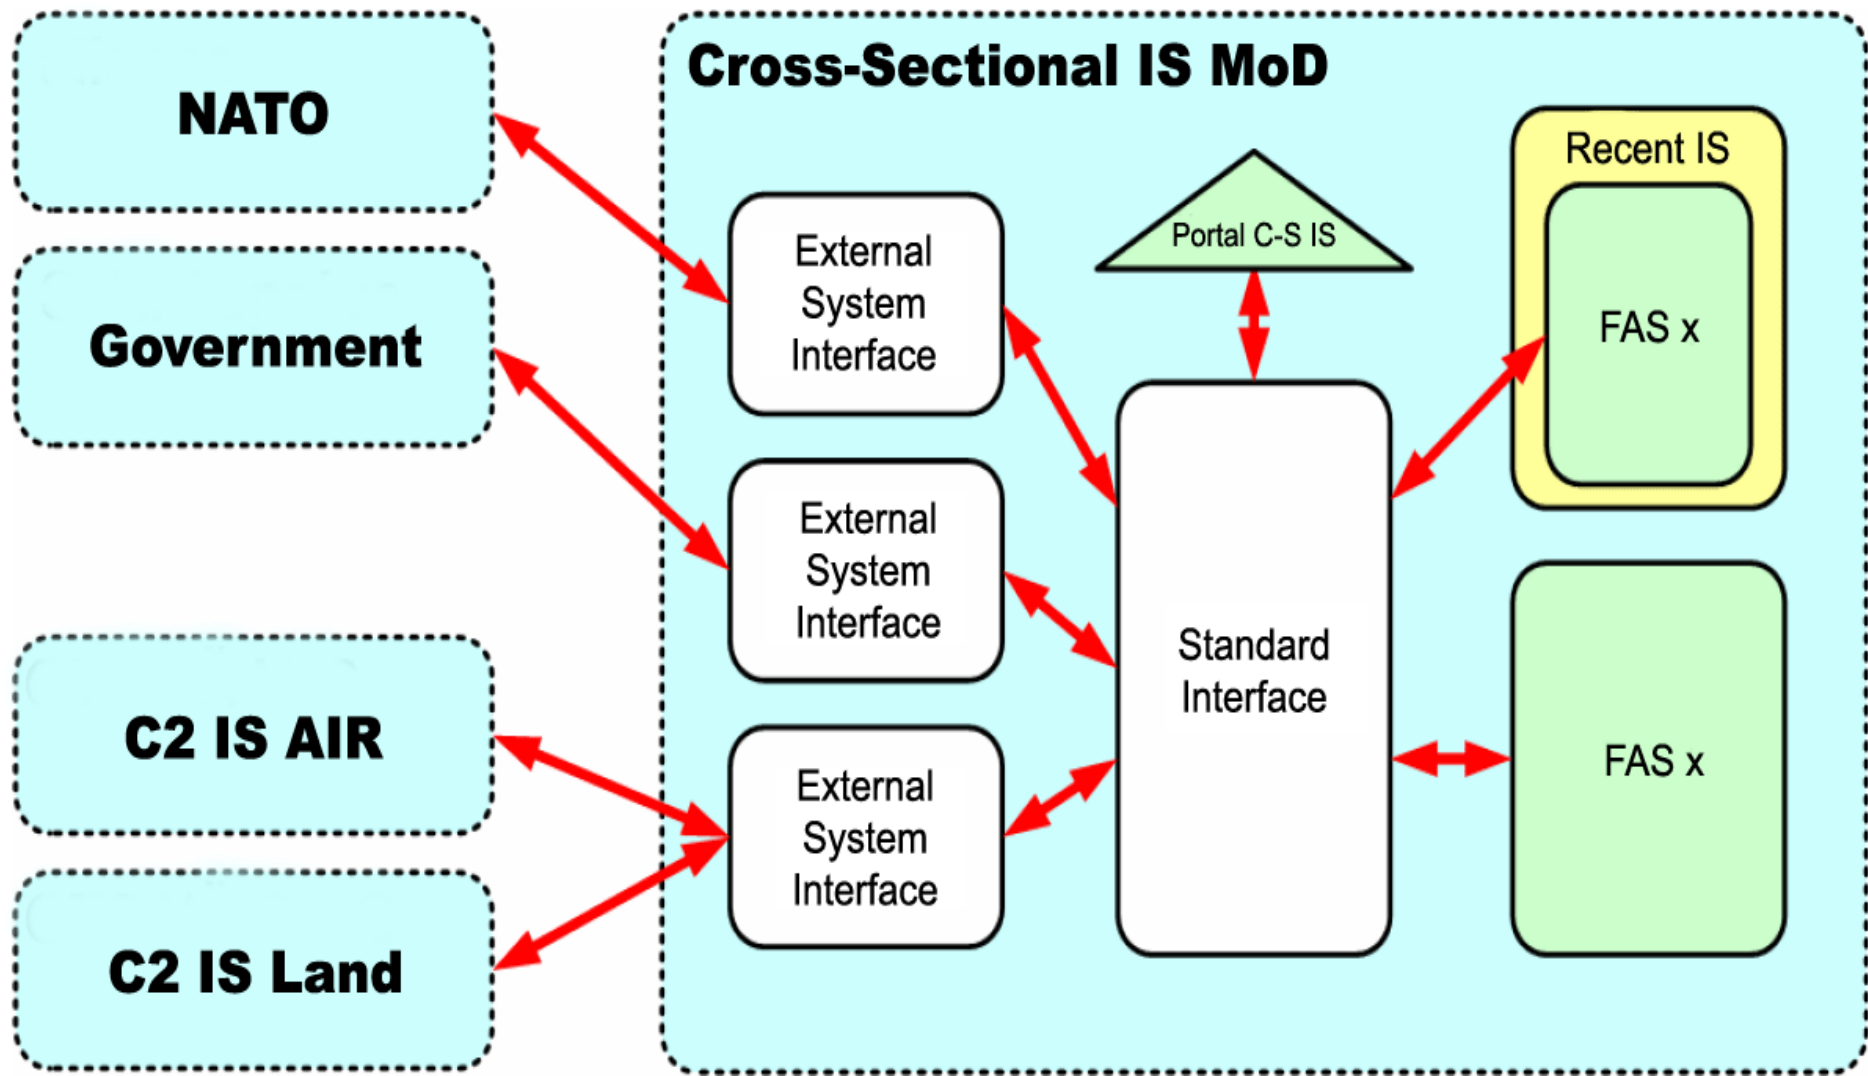 NATO
Government
C2 IS AIR
C2 IS Land
Cross-Sectional IS MoD
External
System
Interface
External
System
Interface
External
System
Interface
Portal C-S IS
Standard
Interface
Recent IS
FAS x
FAS x